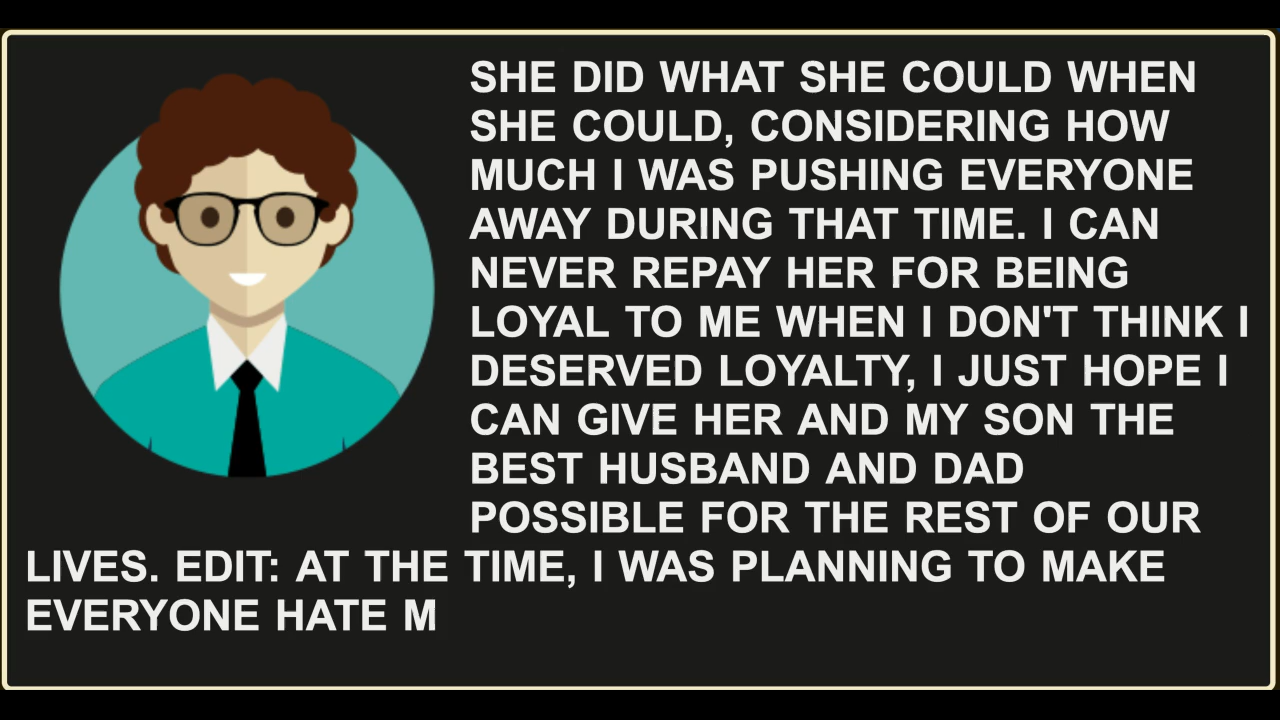 SHE DID WHAT SHE COULD WHEN
SHE COULD, CONSIDERING HOW
MUCH I WAS PUSHING EVERYONE
AWAY DURING THAT TIME. I CAN
NEVER REPAY HER FOR BEING
LOYAL TO ME WHEN I DON'T THINK I
DESERVED LOYALTY, I JUST HOPE I
CAN GIVE HER AND MY SON THE
BEST HUSBAND AND DAD
POSSIBLE FOR THE REST OF OUR
LIVES. EDIT: AT THE TIME, I WAS PLANNING TO MAKE
EVERYONE HATE M